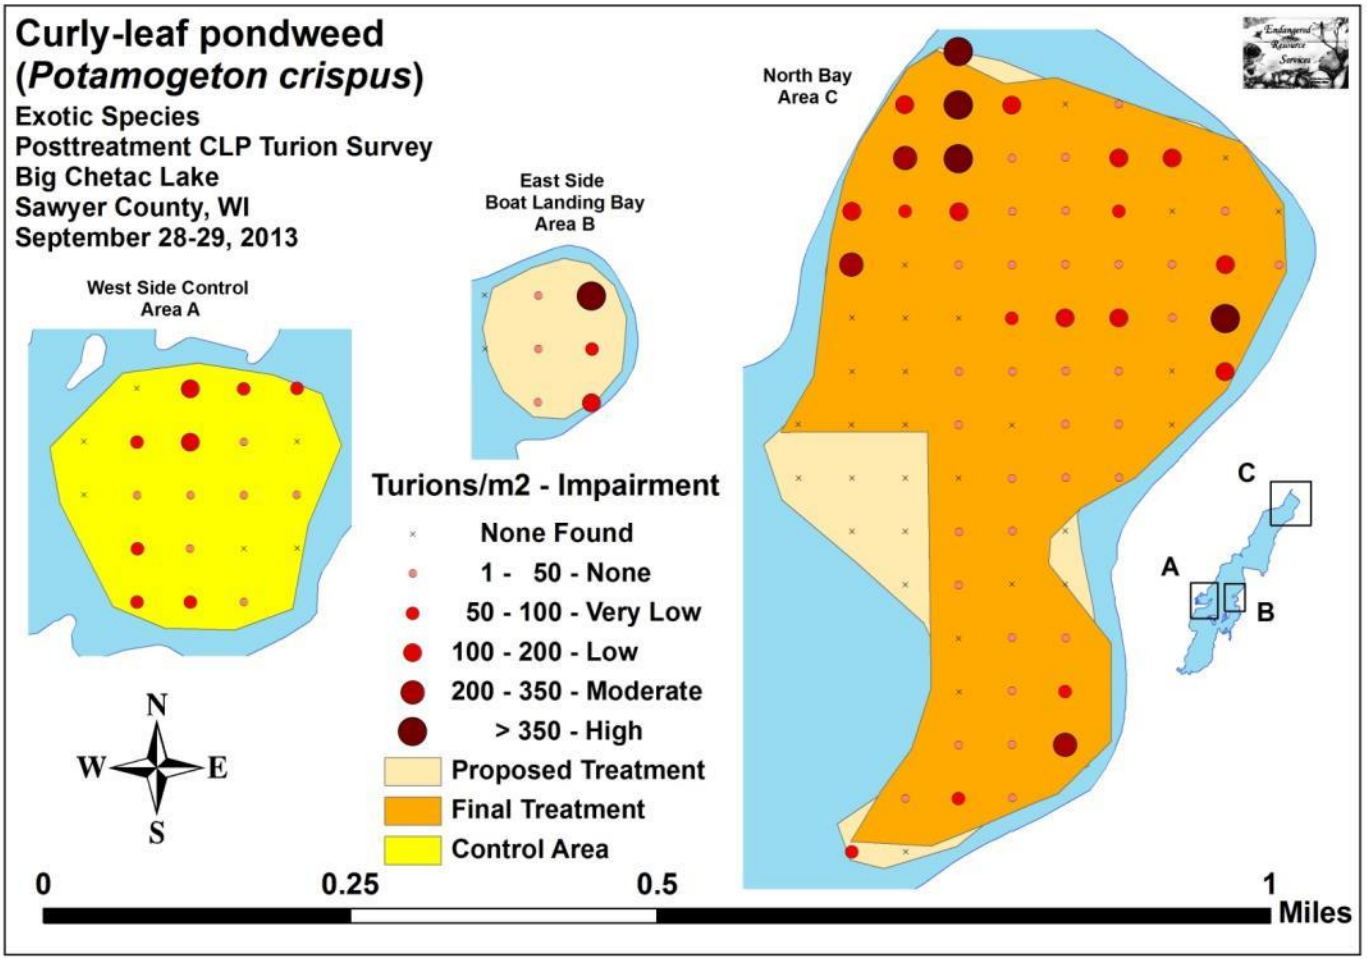 Curly-leaf pondweed
(Potamogeton crispus)
Exotic Species
Posttreatment CLP Turion Survey
Big Chetac Lake
Sawyer County, WI
September 28-29, 2013
North Bay
Area C
Endangered
Resource
Services
East Side
Boat Landing Bay
Area B
West Side Control
Area A
Turions/m2 - Impairment
None Found
1 - 50 - None
50 - 100 - Very Low
100 - 200 - Low
200 - 350 - Moderate
> 350 - High
Proposed Treatment
Final Treatment
Control Area
C
A
B
N
W E
S
0 0.25 0.5 1
Miles